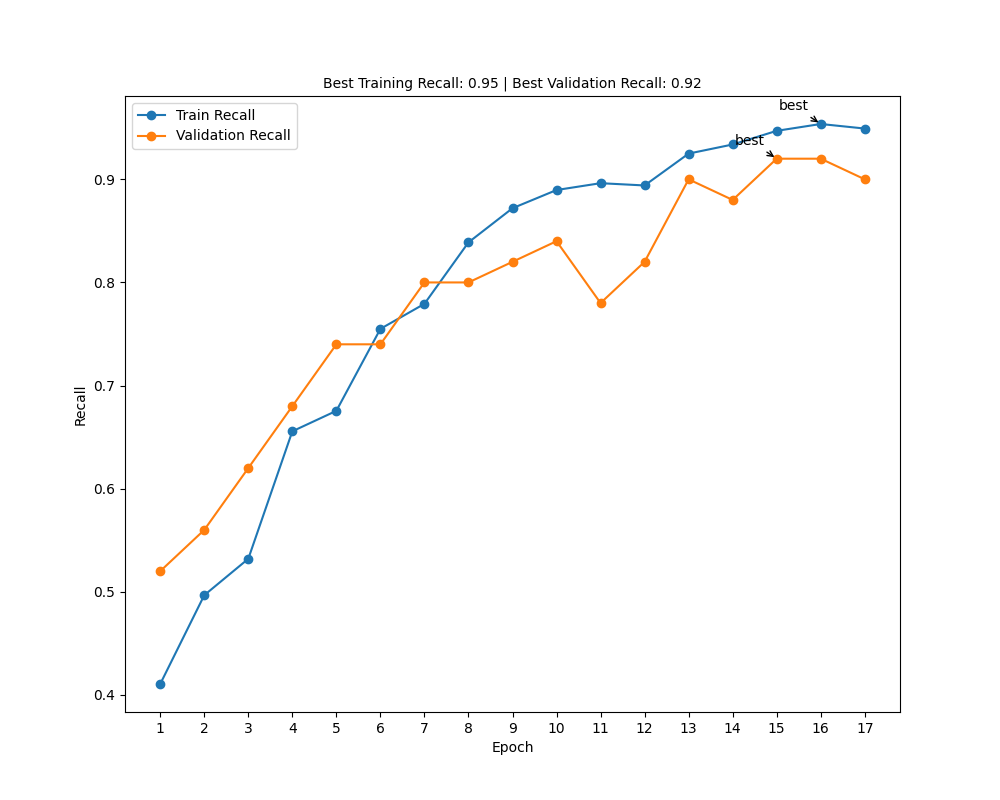 Best Training Recall: 0.95 | Best Validation Recall: 0.92
Train Recall
Validation Recall
best
best
0.9
0.8
0.7
0.6
0.5
0.4
Recall
1 2 3 4 5 6 7 8 9 10 11 12 13 14 15 16 17
Epoch